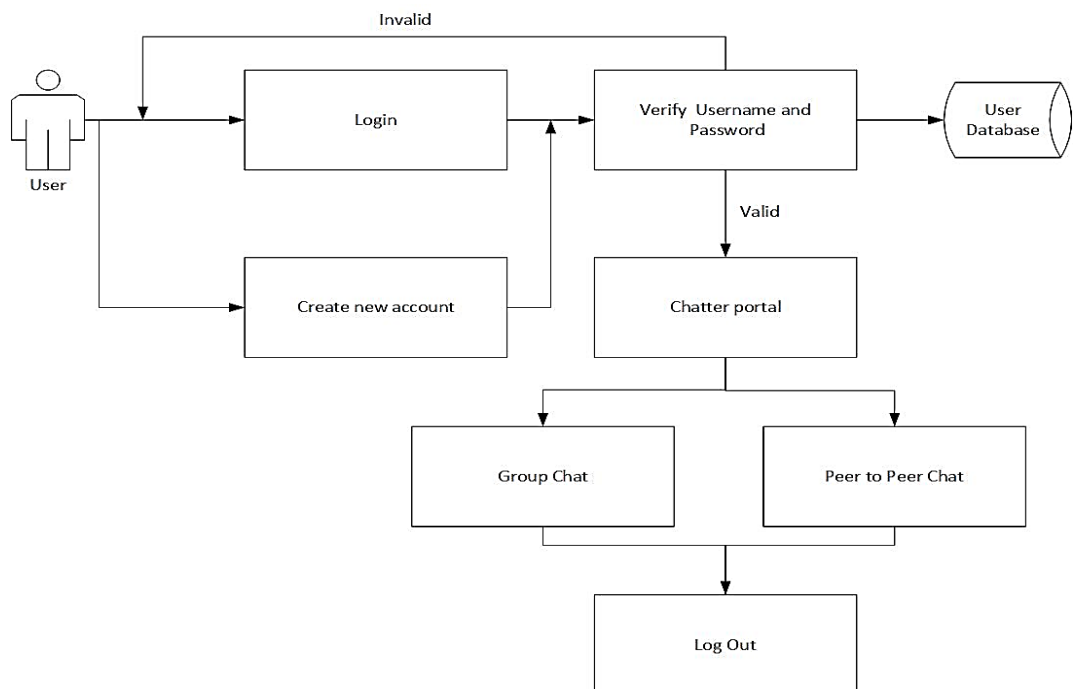 Invalid
Login
Verify Username and
Password
User
Database
User
Valid
Create new account
Chatter portal
Group Chat
Peer to Peer Chat
Log Out